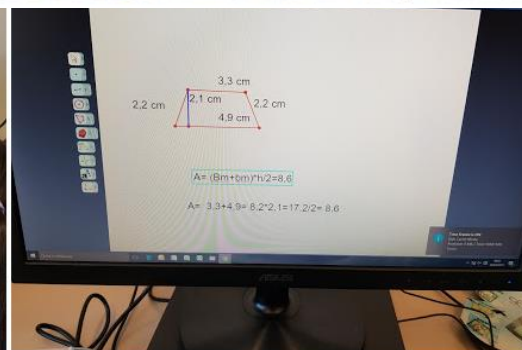 3,3 cm
2,2 cm
2,1 cm
2,2 cm
4,9 cm
A= (Bm+bm)*h/2=8,6
A= 3,3+4,9= 8,2*2,1=17,2/2= 8,6
ASUS